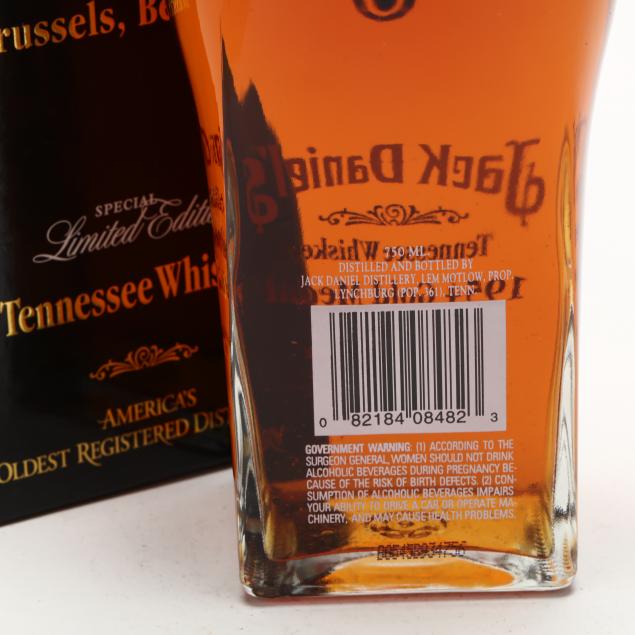 russels, Be
SPECIAL
Limited Editi
Tennessee Whis
AMERICA'S
OLDEST REGISTERED DIS
Jack Daniel's
Tennessee Whiskey
750 ML
DISTILLED AND BOTTLED BY
JACK DANIEL DISTILLERY, LEM MOTLOW, PROP.
LYNCHBURG (POP. 361), TENN.
0 82184 08482 3
GOVERNMENT WARNING: (1) ACCORDING TO THE
SURGEON GENERAL, WOMEN SHOULD NOT DRINK
ALCOHOLIC BEVERAGES DURING PREGNANCY BE-
CAUSE OF THE RISK OF BIRTH DEFECTS. (2) CON-
SUMPTION OF ALCOHOLIC BEVERAGES IMPAIRS
YOUR ABILITY TO DRIVE A CAR OR OPERATE MA-
CHINERY, AND MAY CAUSE HEALTH PROBLEMS.